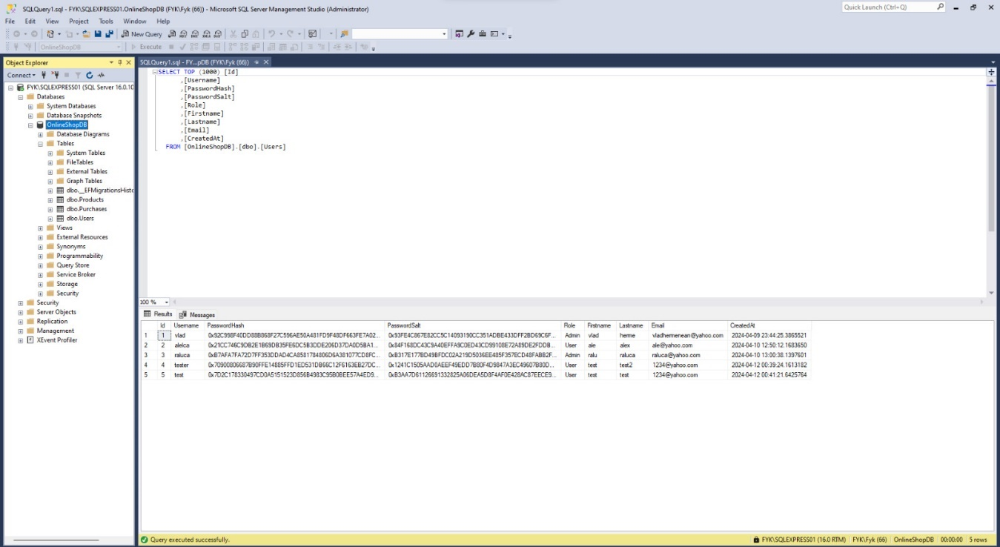 SQLQuery1.sql - FYK\SQLEXPRESS01.OnlineShopDB (FYK\Fyk (66)) - Microsoft SQL Server Management Studio (Administrator)
Quick Launch (Ctrl+Q)
File Edit View Project Tools Window Help
New Query
OnlineShopDB Execute
Object Explorer
SQLQuery1.sql - FY...pDB (FYK\Fyk (66))
Connect
FYK\SQLEXPRESS01 (SQL Server 16.0.10
Databases
System Databases
Database Snapshots
OnlineShopDB
Database Diagrams
Tables
System Tables
FileTables
External Tables
Graph Tables
dbo.__EFMigrationsHisto
dbo.Products
dbo.Purchases
dbo.Users
Views
External Resources
Synonyms
Programmability
Query Store
Service Broker
Storage
Security
Security
Server Objects
Replication
Management
XEvent Profiler
SELECT TOP (1000) [Id]
,[Username]
,[PasswordHash]
,[PasswordSalt]
,[Role]
,[Firstname]
,[Lastname]
,[Email]
,[CreatedAt]
FROM [OnlineShopDB].[dbo].[Users]
100 %
Results Messages
Id Username PasswordHash PasswordSalt Role Firstname Lastname Email CreatedAt
1 1 vlad 0x92C998F40DD88B868F27C596AE50A481FD9F48DF663FE7A02... 0x93FE4C867E82CC5C14093190CC351ADBE433DFF2BD69C6F... Admin vlad heme vladhemenean@yahoo.com 2024-04-09 23:44:25.3865521
2 2 alelca 0x21CC746C9DB2E1B69DB35FE6DC5B3DDE206D37DA0D5BA1... 0x84F168DC43C9A40EFFA9C0ED43CD99108E72A89DE2FDDB... User ale alex ale@yahoo.com 2024-04-10 12:50:12.1683650
3 3 raluca 0xB7AFA7FA72D7FF353DDAD4CA8581784806D6A381077CD8FC... 0xB317E177BD49BFDC02A219D5036EE485F357ECD48FABB2F... Admin ralu raluca raluca@yahoo.com 2024-04-10 13:00:38.1397601
4 4 tester 0x70900806687B90FFE14885FFD1ED531DB66C12F6163EB27DC... 0x1241C1505AAD0AEEF49EDD7B80F4D9847A3EC49607B80D... User test test2 1234@yahoo.com 2024-04-12 00:39:24.1613182
5 5 test 0x7D2C178330497CD0A5151523D856B4983C95B0BEE57A4ED9... 0xB3AA7D61126691332825A06DEA5D8F4AF0E428AC87EECE9... User test test 1234@yahoo.com 2024-04-12 00:41:21.6425764
Query executed successfully.
FYK\SQLEXPRESS01 (16.0 RTM) FYK\Fyk (66) OnlineShopDB 00:00:00 5 rows